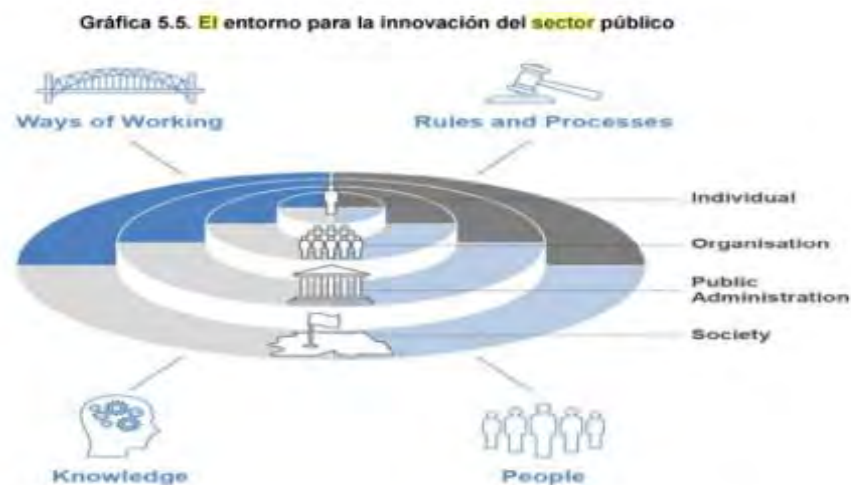 Gráfica 5.5. El entorno para la innovación del sector público
Ways of Working
Rules and Processes
Individual
Organisation
Public
Administration
Society
Knowledge
People